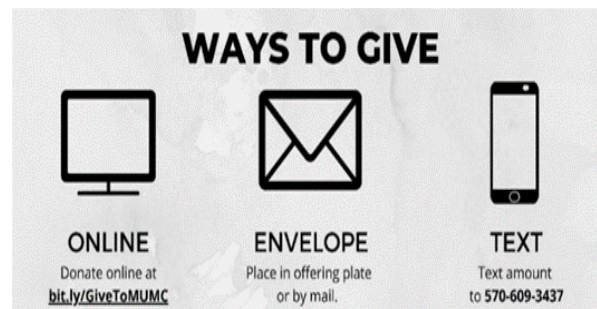 WAYS TO GIVE
ONLINE
Donate online at
bit.ly/GiveToMUMC
ENVELOPE
Place in offering plate
or by mail.
TEXT
Text amount
to 570-609-3437